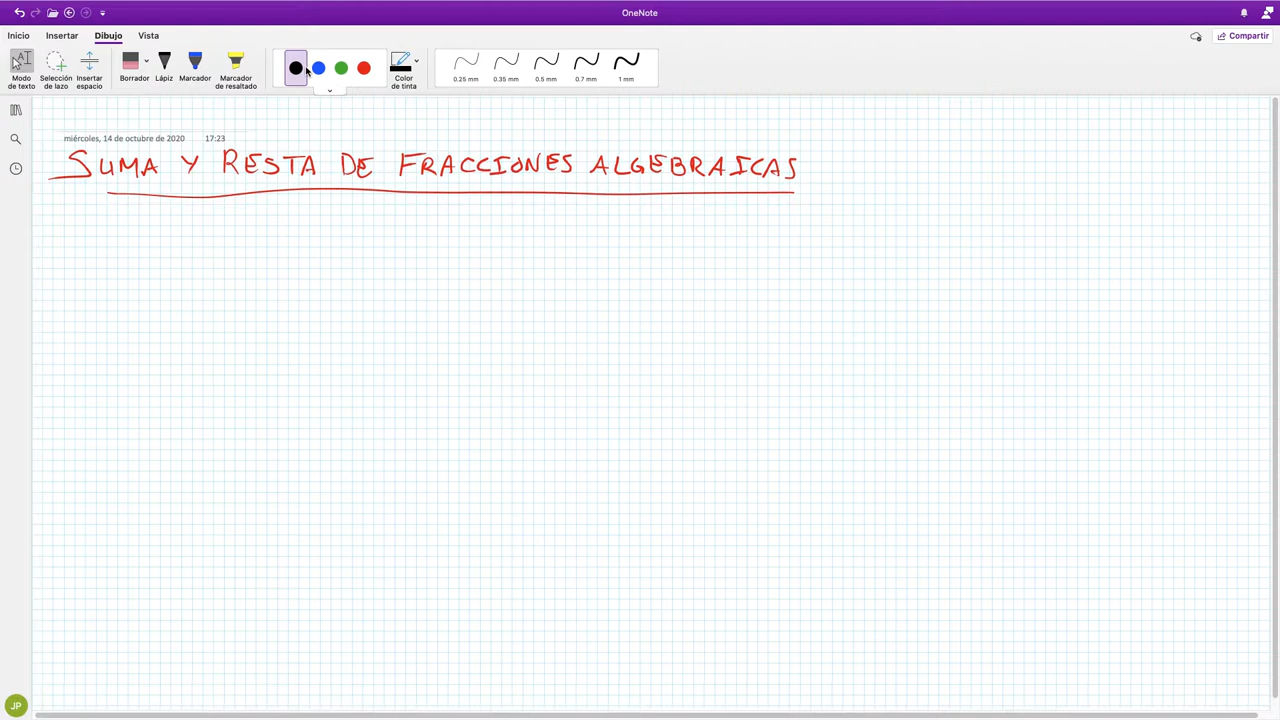 OneNote
Inicio Insertar Dibujo Vista Compartir
Modo de texto Selección de lazo Insertar espacio Borrador Lápiz Marcador Marcador de resaltado Color de tinta 0.25 mm 0.35 mm 0.5 mm 0.7 mm 1 mm
miércoles, 14 de octubre de 2020 17:23
SUMA Y RESTA DE FRACCIONES ALGEBRAICAS
JP